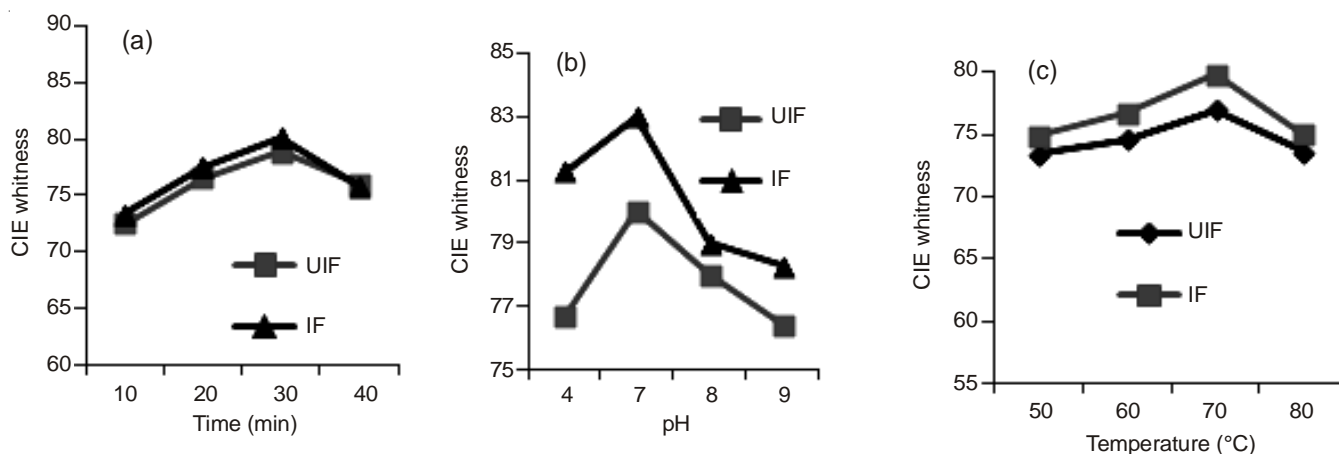 (a)
90
85
80
75
70
65
60
CIE whitness
UIF
IF
10 20 30 40
Time (min)
(b)
85
83
81
79
77
75
CIE whitness
UIF
IF
4 7 8 9
pH
(c)
80
75
70
65
60
55
CIE whitness
UIF
IF
50 60 70 80
Temperature (°C)